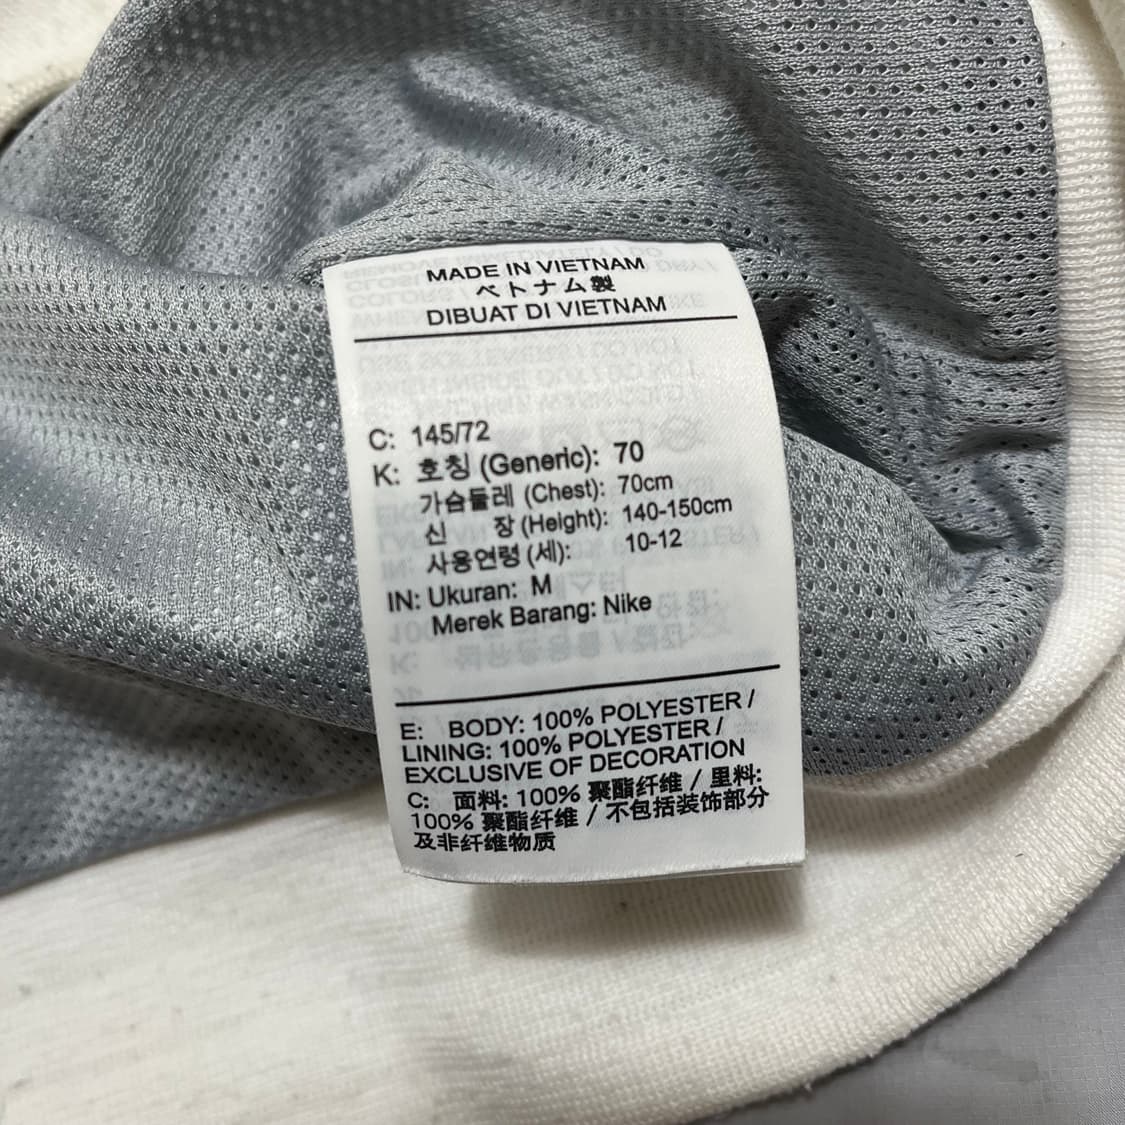 MADE IN VIETNAM
ベトナム製
DIBUAT DI VIETNAM
C: 145/72
K: 호칭 (Generic): 70
가슴둘레 (Chest): 70cm
신 장 (Height): 140-150cm
사용연령 (세): 10-12
IN: Ukuran: M
Merek Barang: Nike
E: BODY: 100% POLYESTER /
LINING: 100% POLYESTER /
EXCLUSIVE OF DECORATION
C: 面料: 100% 聚酯纤维 / 里料:
100% 聚酯纤维 / 不包括装饰部分
及非纤维物质